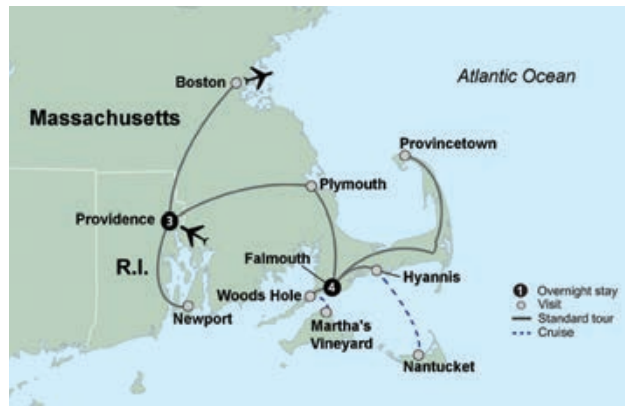 Boston
Atlantic Ocean
Massachusetts
Provincetown
Plymouth
Providence
3
R.I.
Falmouth
4
Hyannis
Woods Hole
Newport
Martha's
Vineyard
Nantucket
1 Overnight stay
Visit
Standard tour
Cruise